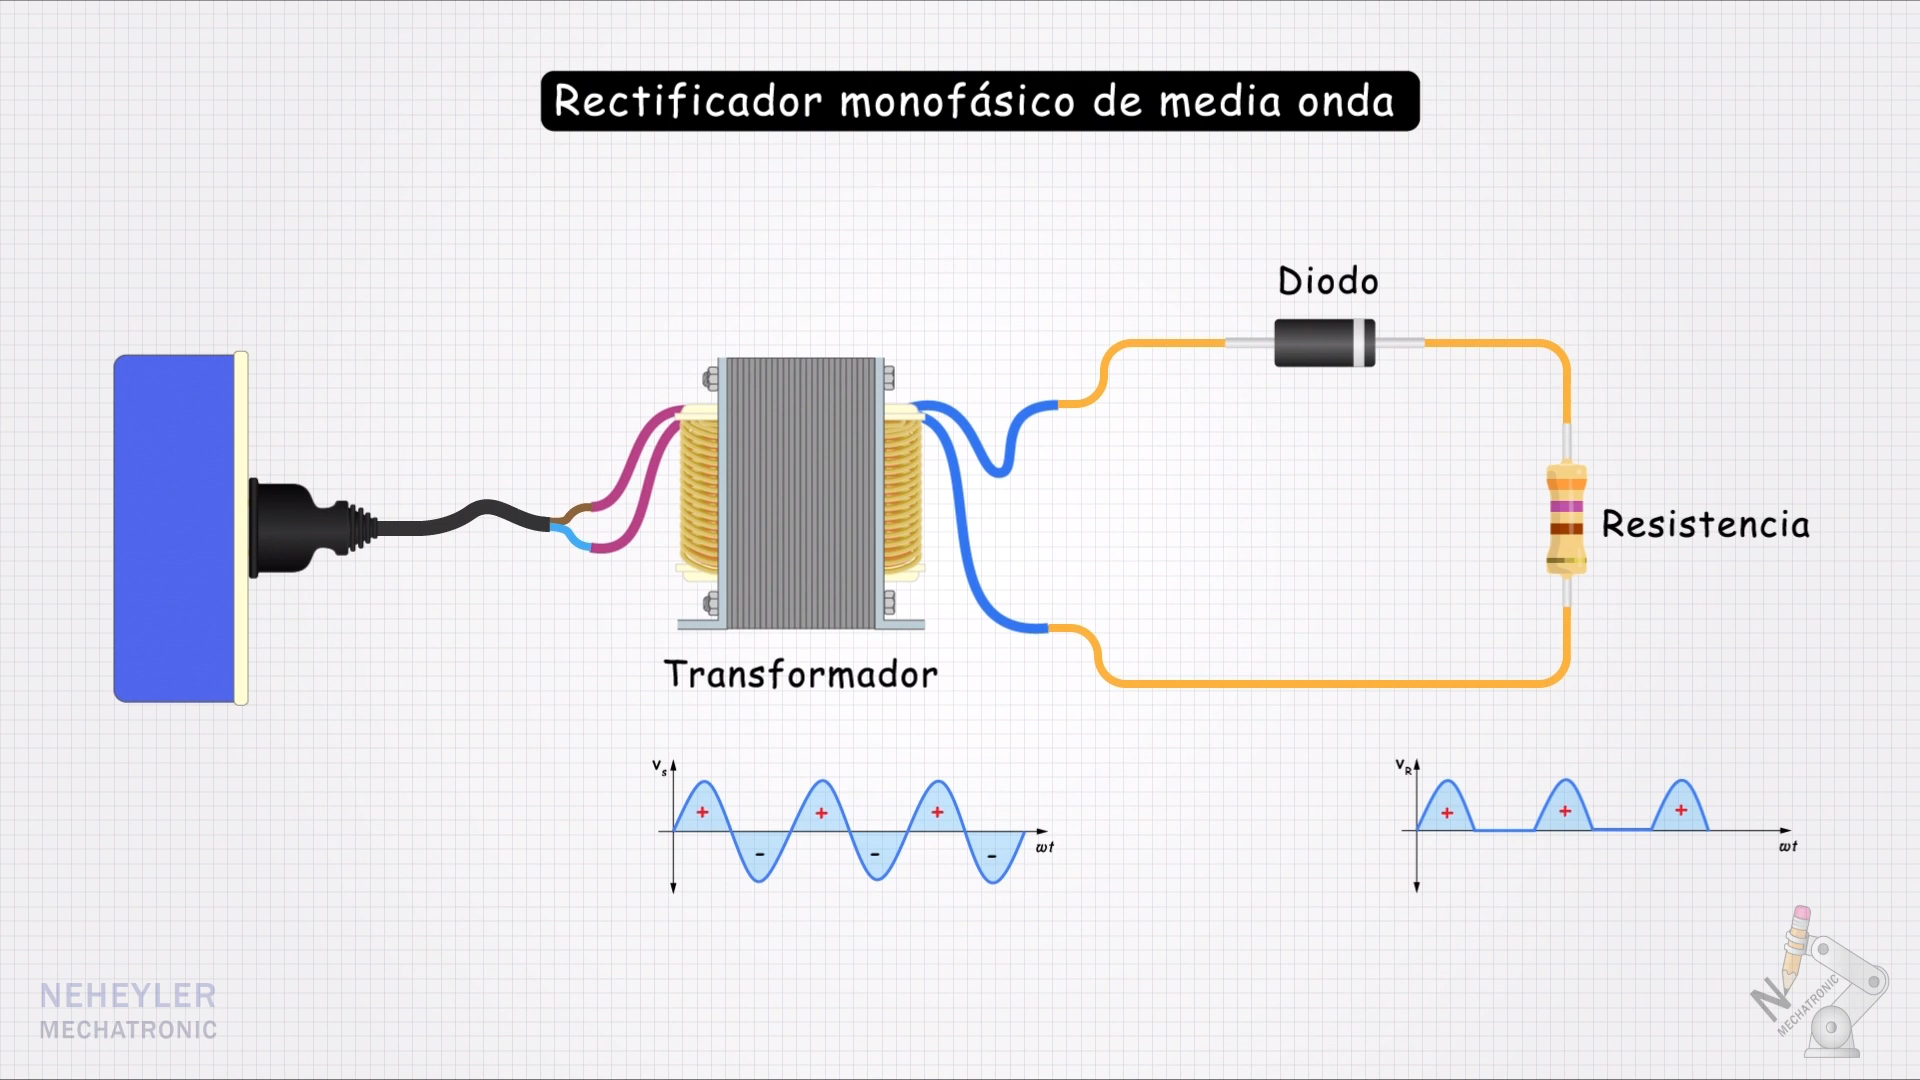 Rectificador monofásico de media onda
Diodo
Resistencia
Transformador
Vs
+ + +
- - -
ωt
VR
+ + +
ωt
NEHEYLER
MECHATRONIC
N
MECHATRONIC